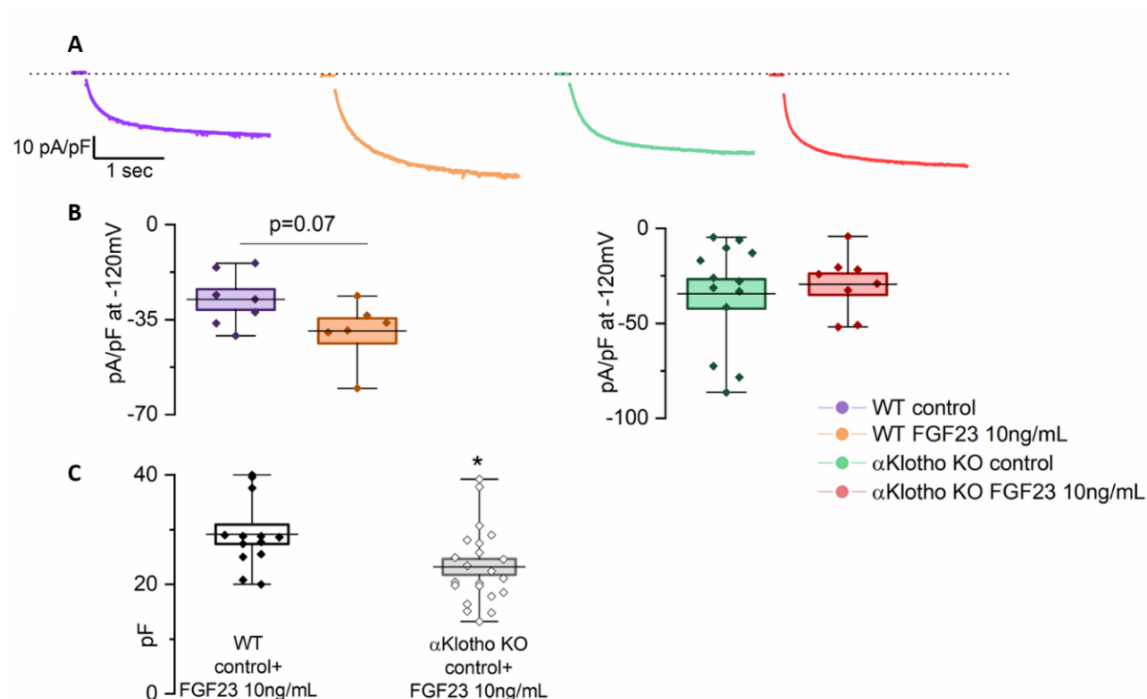 A
10 pA/pF
1 sec
B
0
-35
-70
pA/pF at -120mV
p=0.07
0
-50
-100
pA/pF at -120mV
WT control
WT FGF23 10ng/mL
αKlotho KO control
αKlotho KO FGF23 10ng/mL
C
40
20
0
pF
*
WT
control+
FGF23 10ng/mL
αKlotho KO
control+
FGF23 10ng/mL